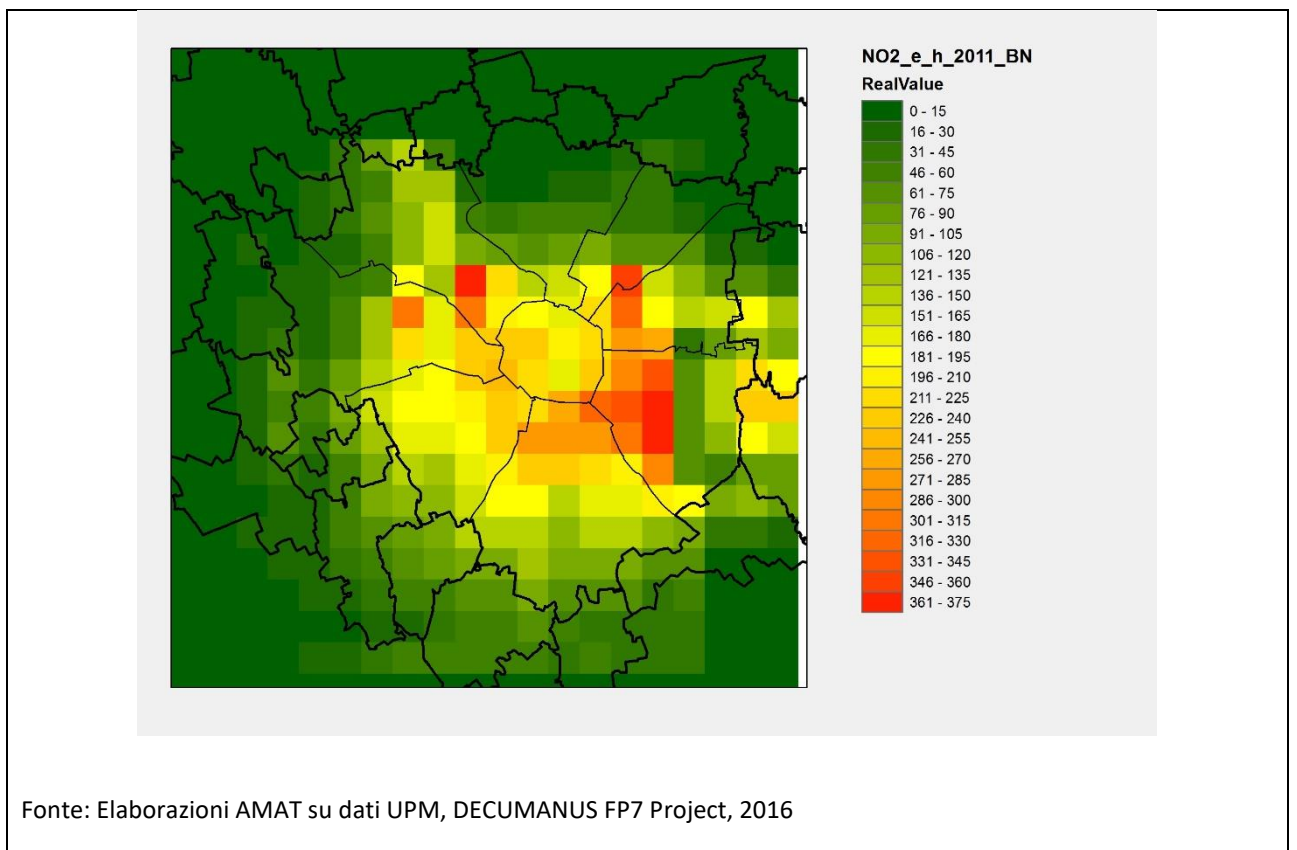 NO2_e_h_2011_BN
RealValue
0 - 15
16 - 30
31 - 45
46 - 60
61 - 75
76 - 90
91 - 105
106 - 120
121 - 135
136 - 150
151 - 165
166 - 180
181 - 195
196 - 210
211 - 225
226 - 240
241 - 255
256 - 270
271 - 285
286 - 300
301 - 315
316 - 330
331 - 345
346 - 360
361 - 375
Fonte: Elaborazioni AMAT su dati UPM, DECUMANUS FP7 Project, 2016